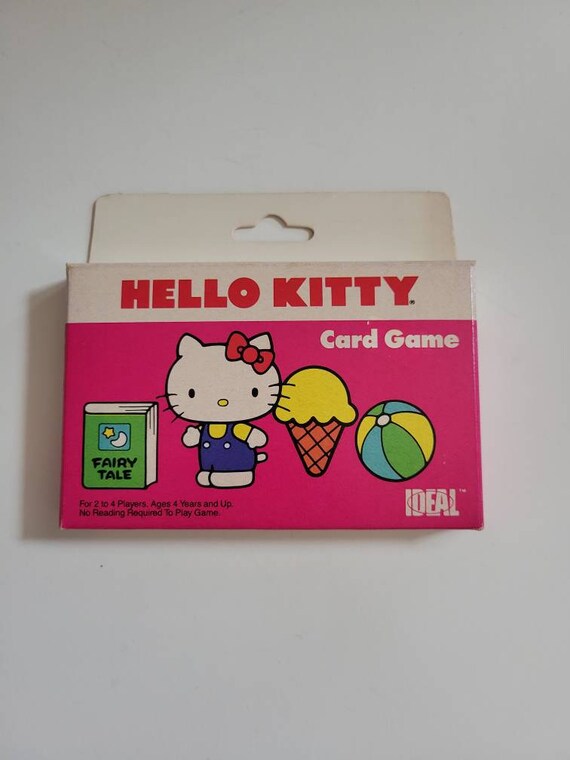 HELLO KITTY®
Card Game
FAIRY
TALE
For 2 to 4 Players. Ages 4 Years and Up.
No Reading Required To Play Game.
IDEAL™